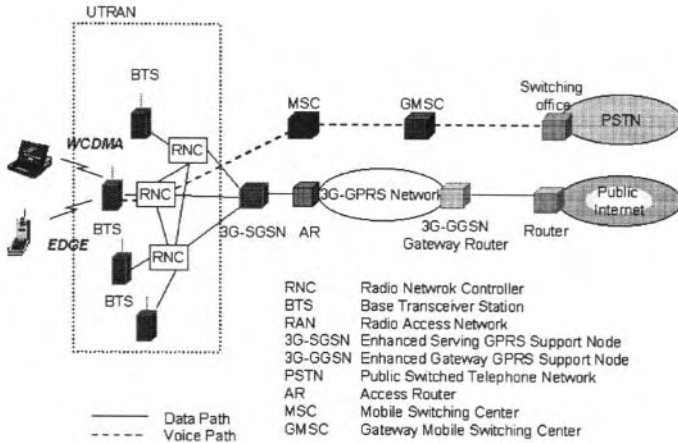 UTRAN
BTS
Switching
office
MSC
GMSC
PSTN
WCDMA
RNC
RNC
3G-GPRS Network
Public
Internet
BTS
3G-SGSN
AR
3G-GGSN
Gateway Router
Router
EDGE
RNC
BTS
BTS
RNC Radio Netwrok Controller
BTS Base Transceiver Station
RAN Radio Access Network
3G-SGSN Enhanced Serving GPRS Support Node
3G-GGSN Enhanced Gateway GPRS Support Node
PSTN Public Switched Telephone Network
AR Access Router
MSC Mobile Switching Center
GMSC Gateway Mobile Switching Center
Data Path
Voice Path